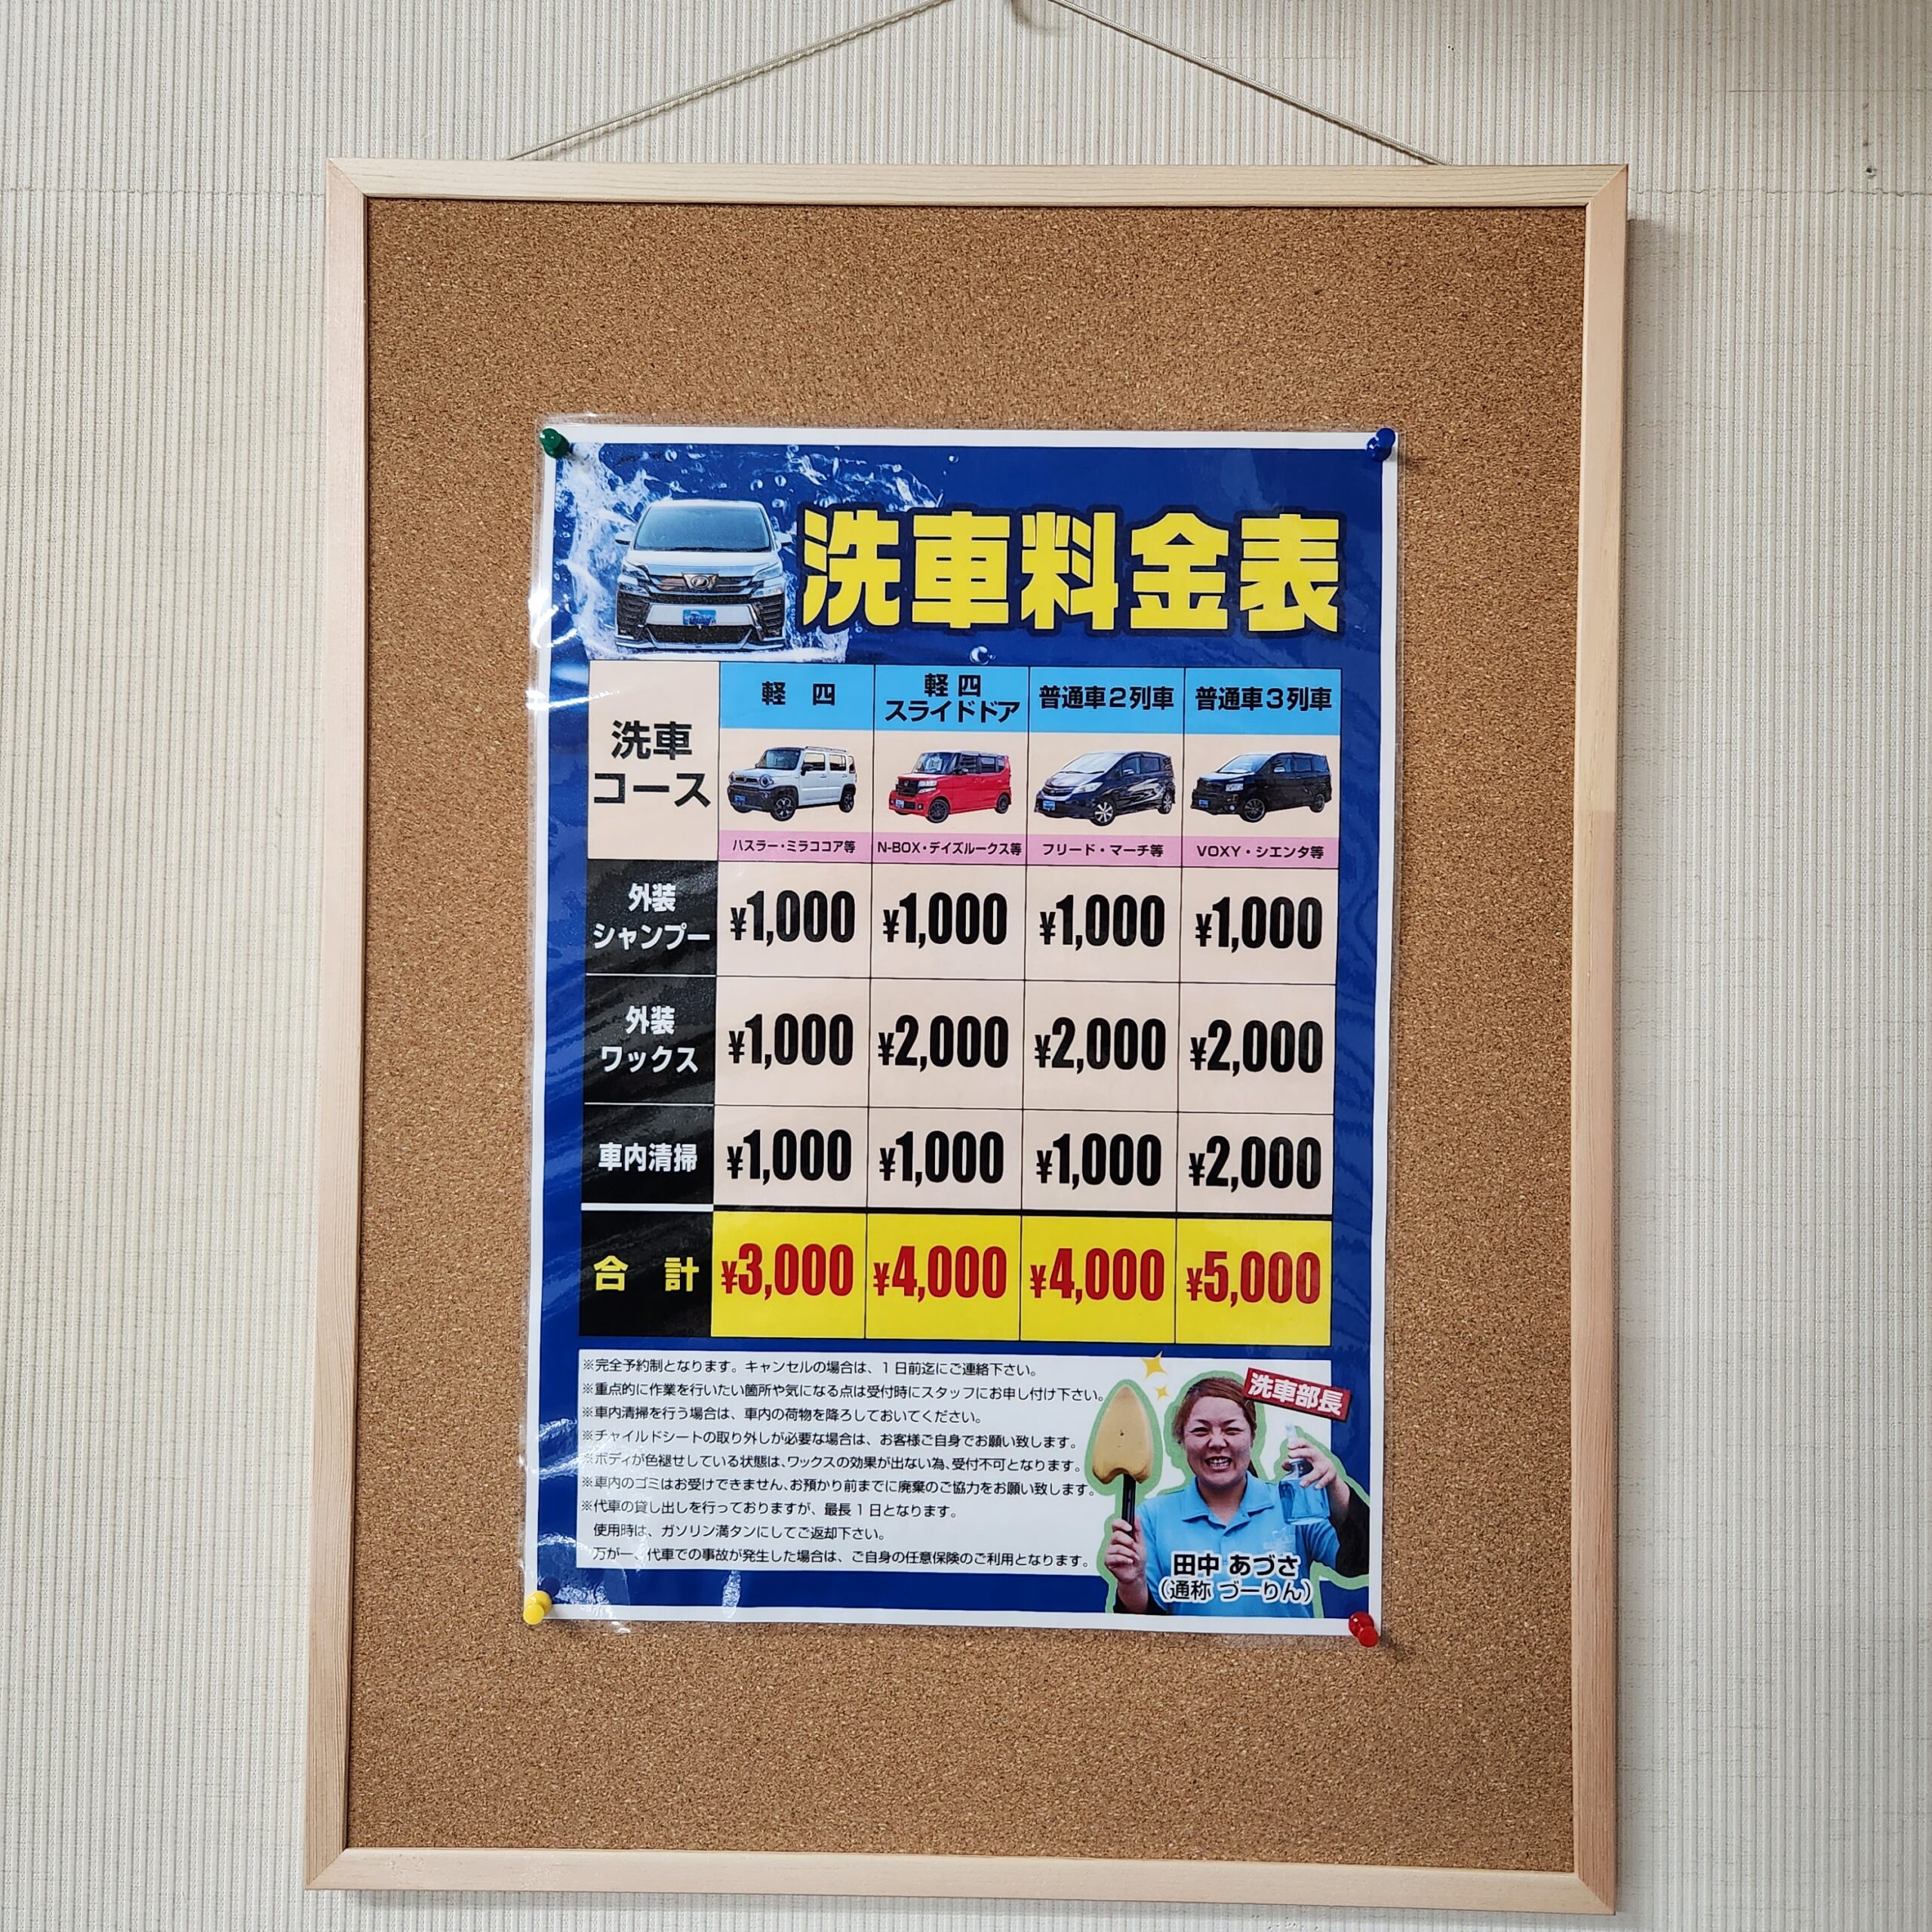 洗車料金表
洗車
コース
軽 四
軽四
スライドドア
普通車2列車
普通車3列車
ハスラー・ミラココア等
N-BOX・デイズルークス等
フリード・マーチ等
VOXY・シエンタ等
外装
シャンプー
¥1,000 ¥1,000 ¥1,000 ¥1,000
外装
ワックス
¥1,000 ¥2,000 ¥2,000 ¥2,000
車内清掃
¥1,000 ¥1,000 ¥1,000 ¥2,000
合 計
¥3,000 ¥4,000 ¥4,000 ¥5,000
※完全予約制となります。キャンセルの場合は、1日前迄にご連絡下さい。
※重点的に作業を行いたい箇所や気になる点は受付時にスタッフにお申し付け下さい。
※車内清掃を行う場合は、車内の荷物を降ろしておいてください。
※チャイルドシートの取り外しが必要な場合は、お客様ご自身でお願い致します。
※ボディが色褪せしている状態は、ワックスの効果が出ない為、受付不可となります。
※車内のゴミはお受けできません、お預かり前までに廃棄のご協力をお願い致します。
※代車の貸し出しを行っておりますが、最長1日となります。
使用時は、ガソリン満タンにしてご返却下さい。
万が一、代車での事故が発生した場合は、ご自身の任意保険のご利用となります。
洗車部長
田中 あづさ
(通称 づーりん)